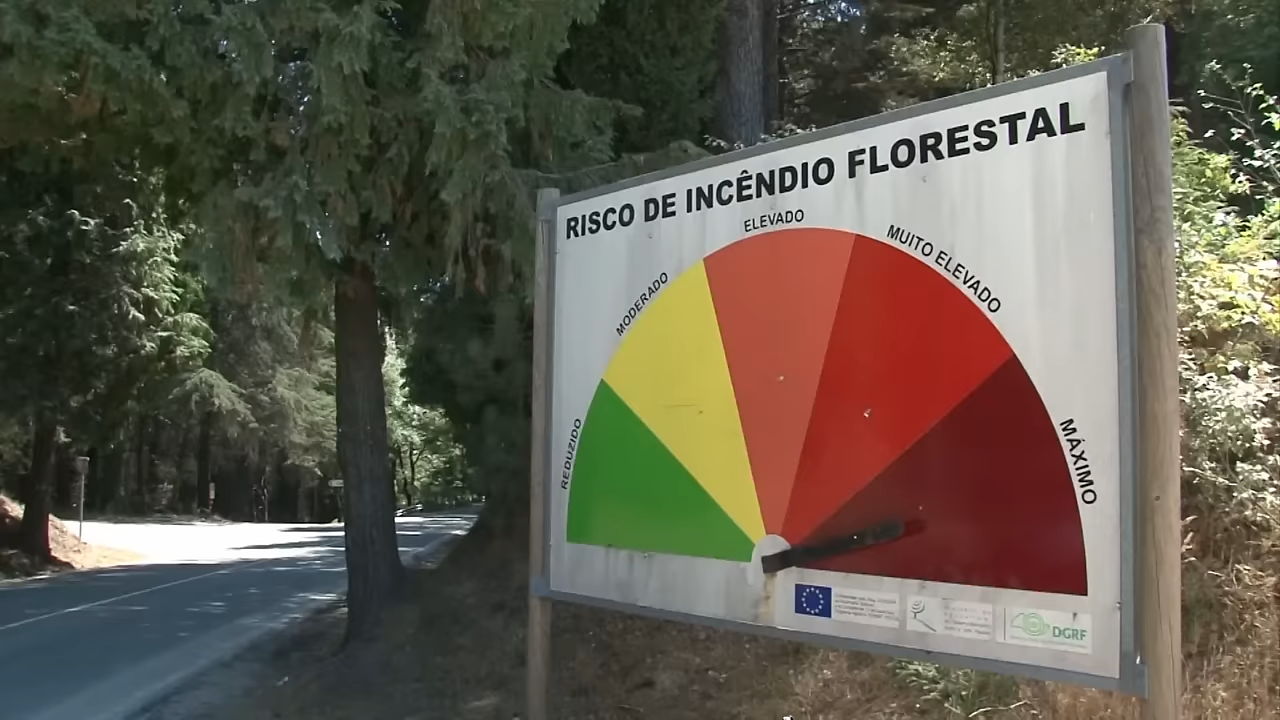 RISCO DE INCÊNDIO FLORESTAL
REDUZIDO
MODERADO
ELEVADO
MUITO ELEVADO
MÁXIMO
DGRF